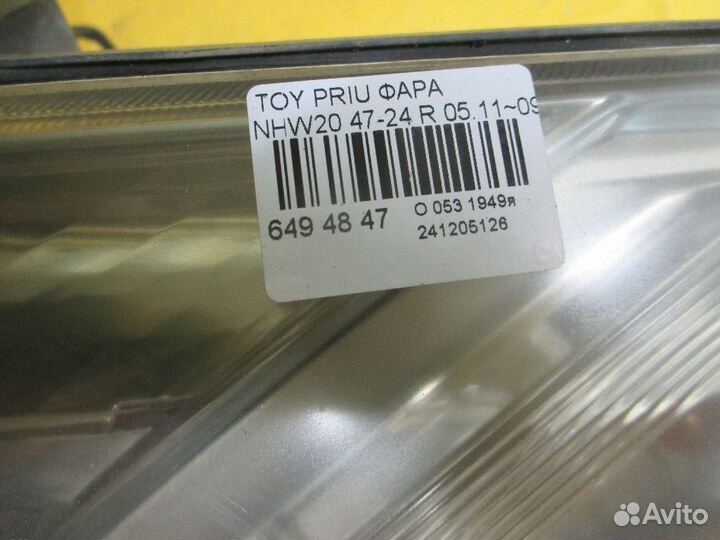 TOY PRIU ФАРА
NHW20 47-24 R 05.11~09
649 48 47
О 053 1949я
241205126
Avito